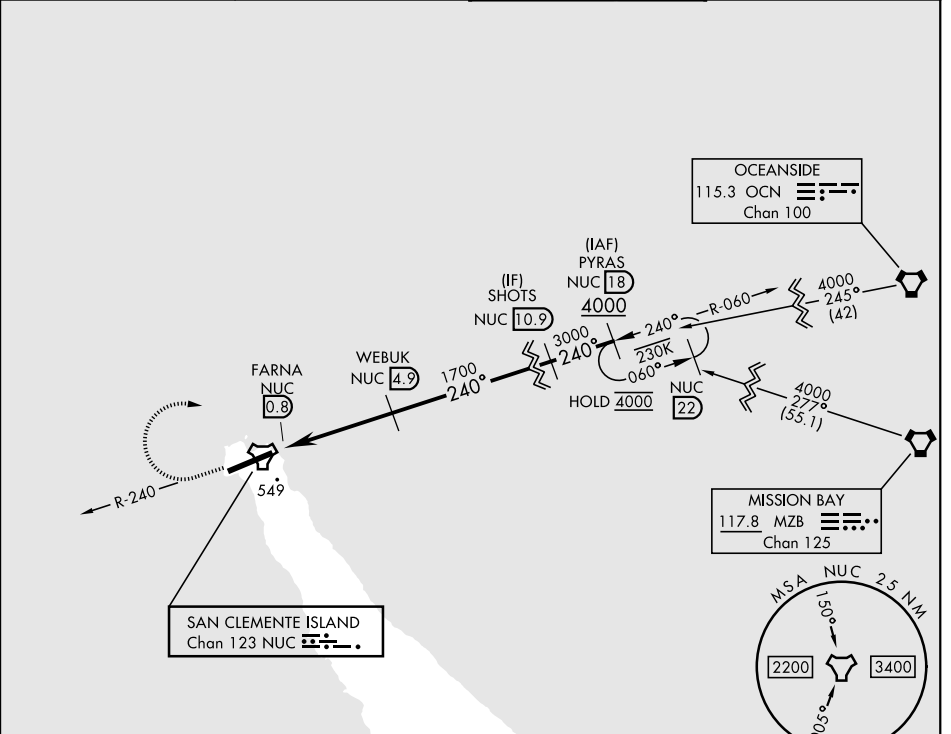 OCEANSIDE
115.3 OCN
Chan 100
(IAF)
PYRAS
NUC 18
4000
(IF)
SHOTS
NUC 10.9
3000
240°
240°
R-060
4000
245°
(42)
230K
060°
HOLD 4000
NUC
22
4000
277°
(55.1)
WEBUK
NUC 4.9
1700
240°
FARNA
NUC
0.8
R-240
549
MISSION BAY
117.8 MZB
Chan 125
SAN CLEMENTE ISLAND
Chan 123 NUC
MSA NUC 25 NM
150°
2200
3400